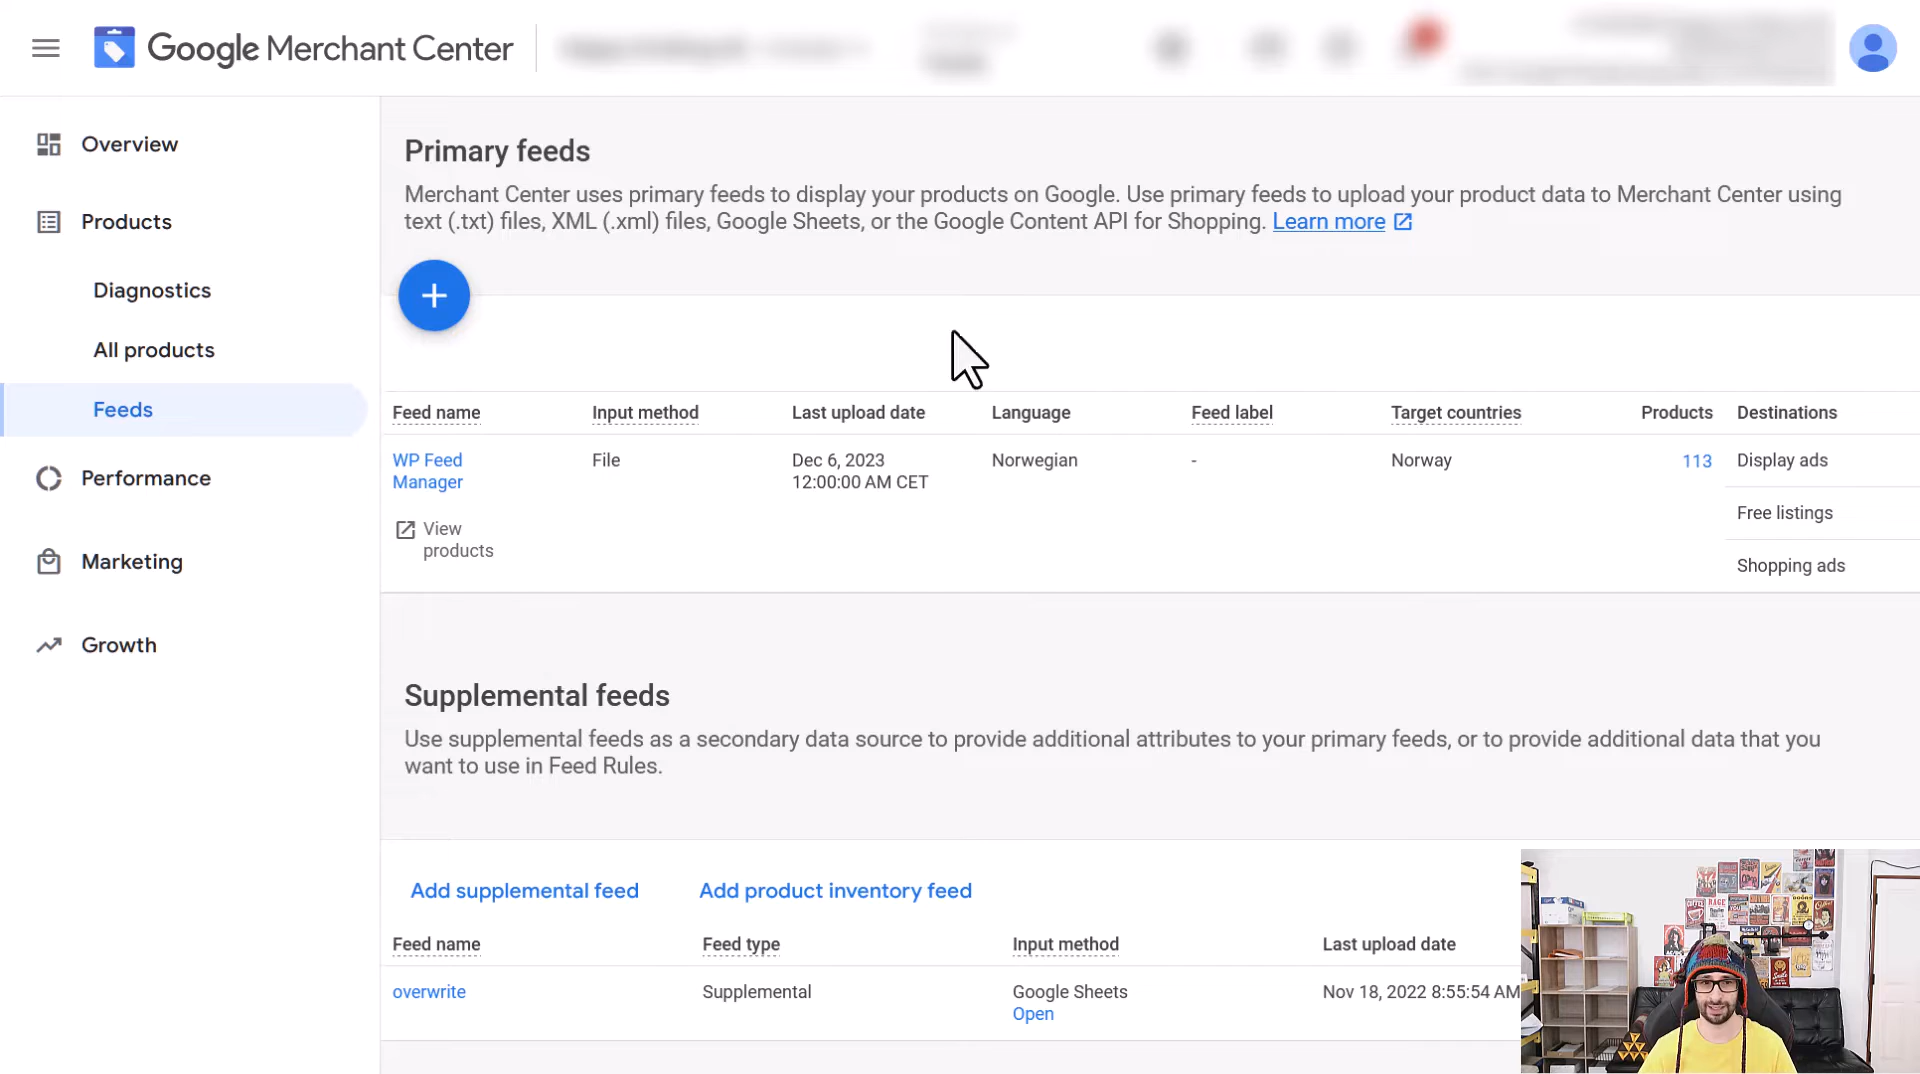 Google Merchant Center
Overview
Products
Diagnostics
All products
Feeds
Performance
Marketing
Growth
Primary feeds
Merchant Center uses primary feeds to display your products on Google. Use primary feeds to upload your product data to Merchant Center using
text (.txt) files, XML (.xml) files, Google Sheets, or the Google Content API for Shopping. Learn more
Feed name Input method Last upload date Language Feed label Target countries Products Destinations
WP Feed File Dec 6, 2023 Norwegian - Norway 113 Display ads
Manager 12:00:00 AM CET
Free listings
View
products
Shopping ads
Supplemental feeds
Use supplemental feeds as a secondary data source to provide additional attributes to your primary feeds, or to provide additional data that you
want to use in Feed Rules.
Add supplemental feed Add product inventory feed
Feed name Feed type Input method Last upload date
overwrite Supplemental Google Sheets Nov 18, 2022 8:55:54 AM
Open